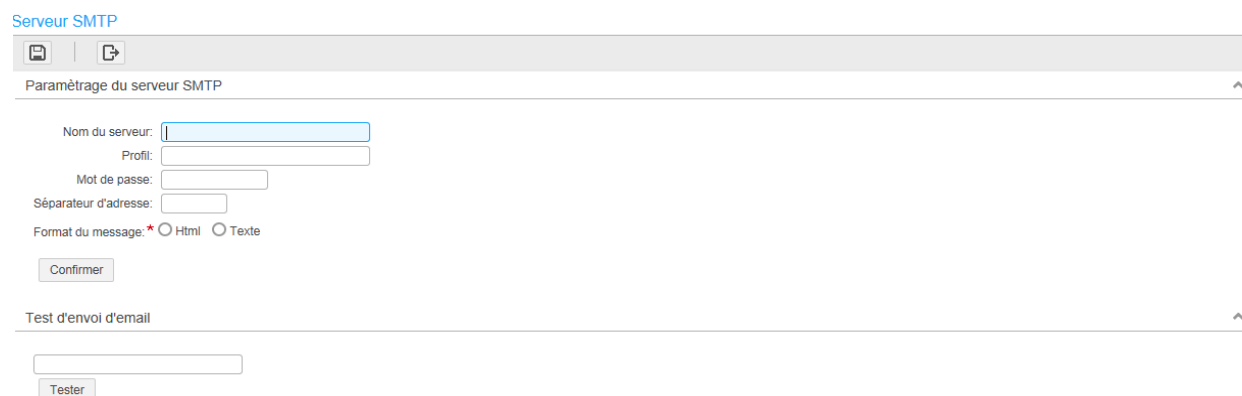 Serveur SMTP
Paramètrage du serveur SMTP
Nom du serveur:
Profil:
Mot de passe:
Séparateur d'adresse:
Format du message:* Html Texte
Confirmer
Test d'envoi d'email
Tester